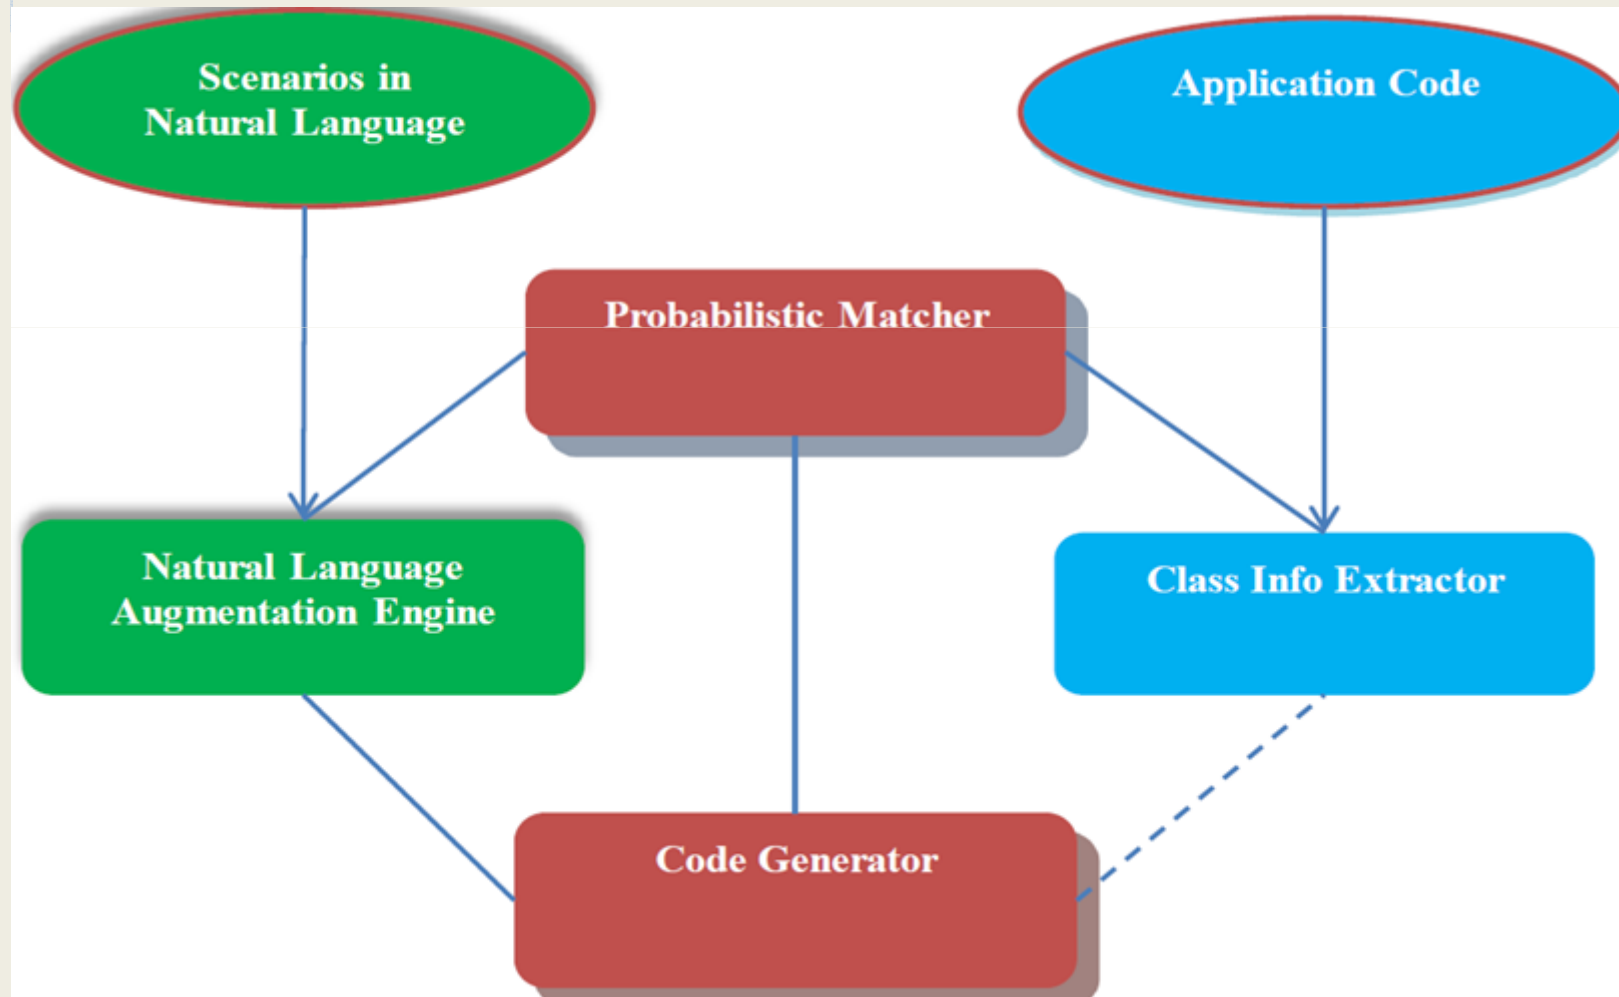 Scenarios in
Natural Language
Application Code
Probabilistic Matcher
Natural Language
Augmentation Engine
Class Info Extractor
Code Generator